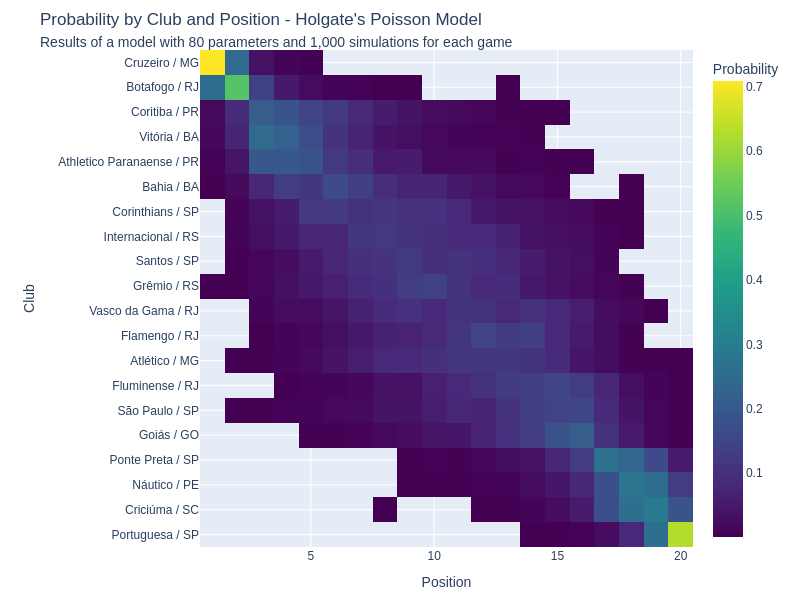 Probability by Club and Position - Holgate's Poisson Model
Results of a model with 80 parameters and 1,000 simulations for each game
Probability
Cruzeiro / MG
Botafogo / RJ
Coritiba / PR
Vitória / BA
Athletico Paranaense / PR
Bahia / BA
Corinthians / SP
Internacional / RS
Santos / SP
Grêmio / RS
Vasco da Gama / RJ
Flamengo / RJ
Atlético / MG
Fluminense / RJ
São Paulo / SP
Goiás / GO
Ponte Preta / SP
Náutico / PE
Criciúma / SC
Portuguesa / SP
Club
5
10
15
20
Position
0.7
0.6
0.5
0.4
0.3
0.2
0.1